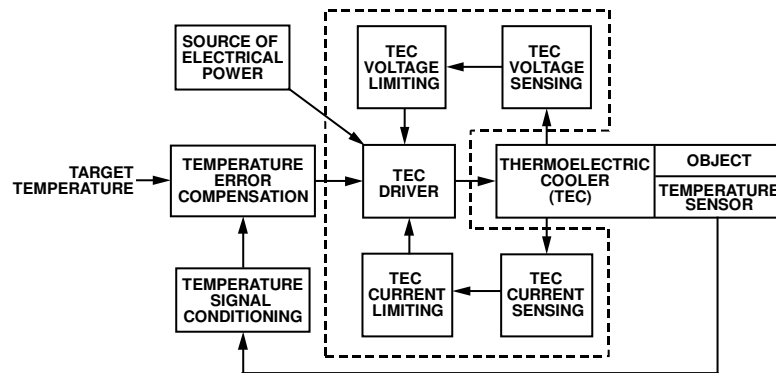 SOURCE OF
ELECTRICAL
POWER
TEC
VOLTAGE
LIMITING
TEC
VOLTAGE
SENSING
TARGET
TEMPERATURE
TEMPERATURE
ERROR
COMPENSATION
TEC
DRIVER
THERMOELECTRIC
COOLER
(TEC)
OBJECT
TEMPERATURE
SENSOR
TEMPERATURE
SIGNAL
CONDITIONING
TEC
CURRENT
LIMITING
TEC
CURRENT
SENSING